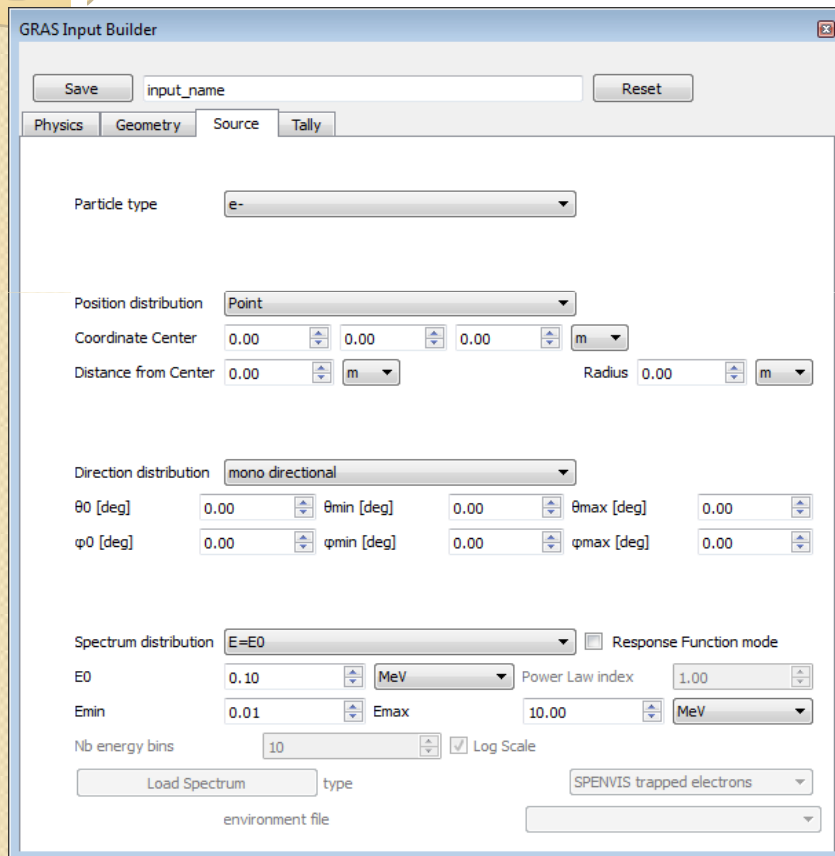 GRAS Input Builder
Save input_name Reset
Physics Geometry Source Tally
Particle type e-
Position distribution Point
Coordinate Center 0.00 0.00 0.00 m
Distance from Center 0.00 m Radius 0.00 m
Direction distribution mono directional
θ0 [deg] 0.00 θmin [deg] 0.00 θmax [deg] 0.00
φ0 [deg] 0.00 φmin [deg] 0.00 φmax [deg] 0.00
Spectrum distribution E=E0 Response Function mode
E0 0.10 MeV Power Law index 1.00
Emin 0.01 Emax 10.00 MeV
Nb energy bins 10 Log Scale
Load Spectrum type SPENVIS trapped electrons
environment file